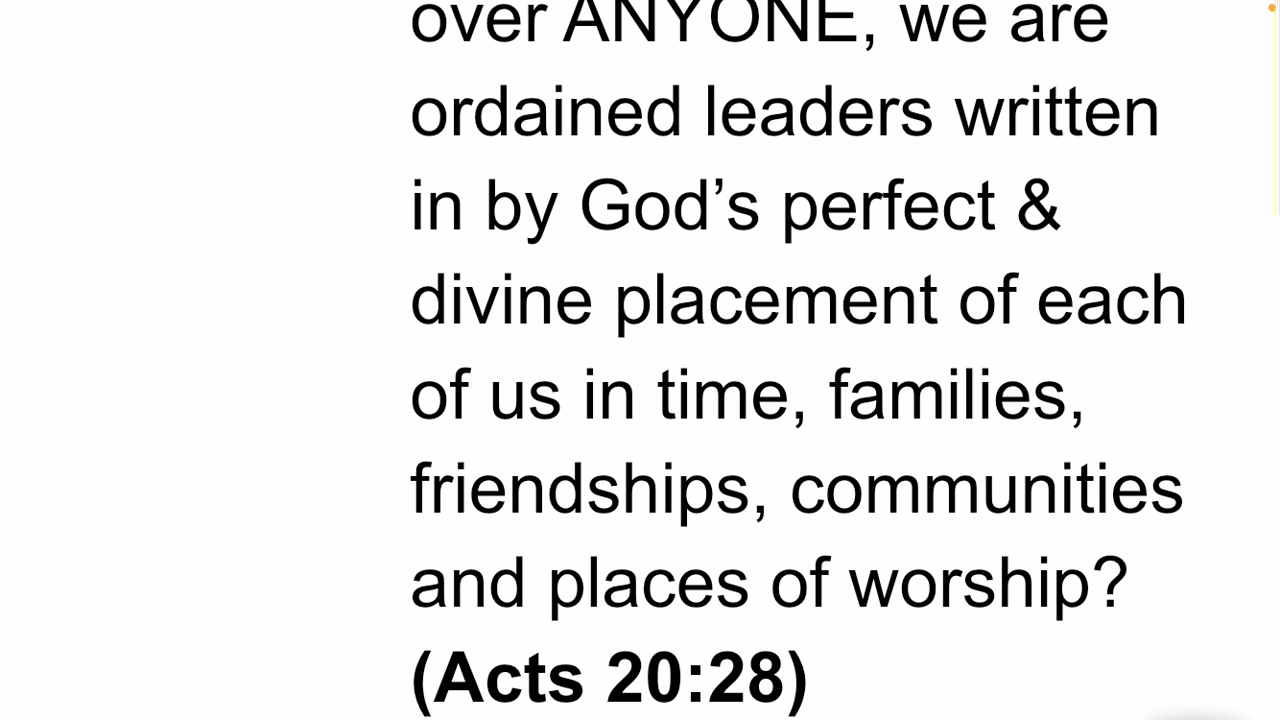 over ANYONE, we are
ordained leaders written
in by God’s perfect &
divine placement of each
of us in time, families,
friendships, communities
and places of worship?
(Acts 20:28)